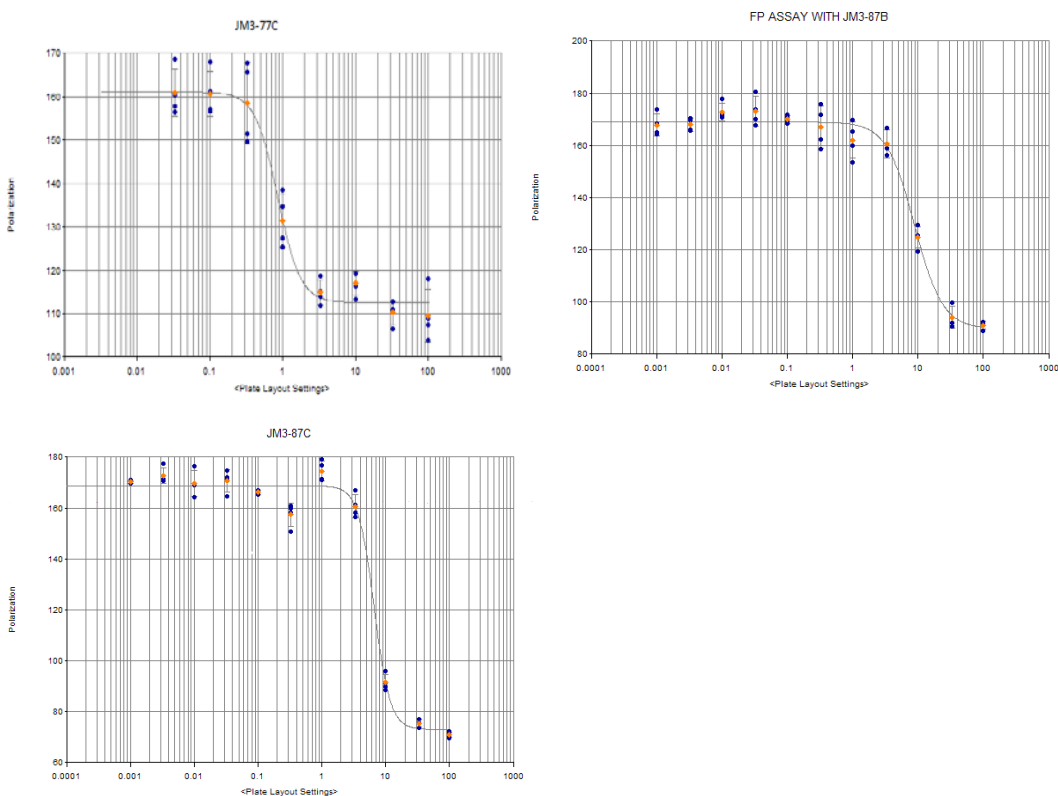 JM3-77C
170
160
150
140
130
120
110
100
Polarization
0.001 0.01 0.1 1 10 100 1000
<Plate Layout Settings>
FP ASSAY WITH JM3-87B
200
180
160
140
120
100
80
Polarization
0.0001 0.001 0.01 0.1 1 10 100 1000
<Plate Layout Settings>
JM3-87C
180
160
140
120
100
80
60
Polarization
0.0001 0.001 0.01 0.1 1 10 100 1000
<Plate Layout Settings>